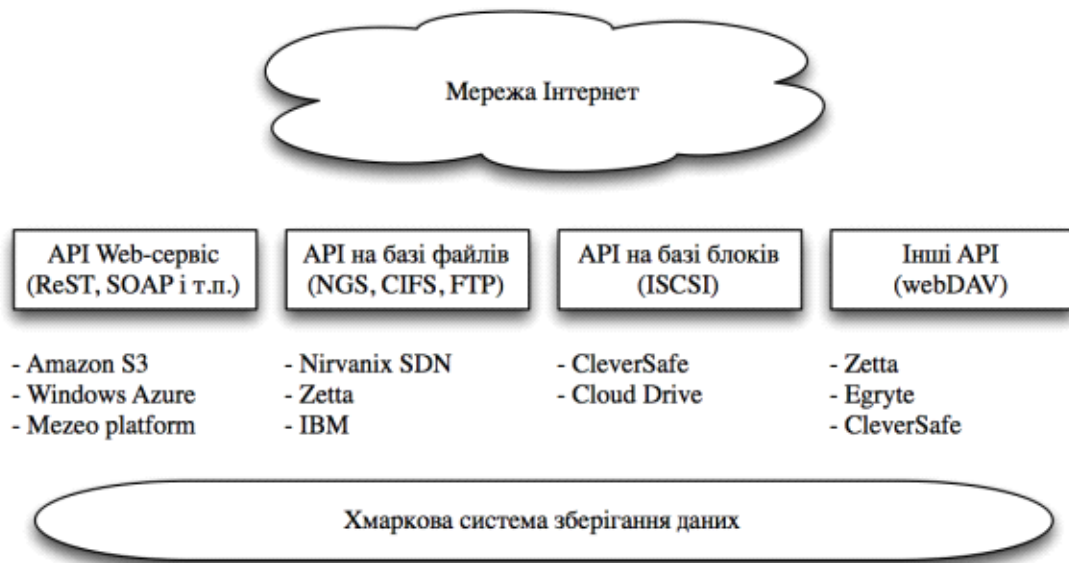 Мережа Інтернет
API Web-сервіс
(ReST, SOAP і т.п.)
API на базі файлів
(NGS, CIFS, FTP)
API на базі блоків
(ISCSI)
Інші API
(webDAV)
- Amazon S3
- Windows Azure
- Mezeo platform
- Nirvanix SDN
- Zetta
- IBM
- CleverSafe
- Cloud Drive
- Zetta
- Egryte
- CleverSafe
Хмаркова система зберігання даних